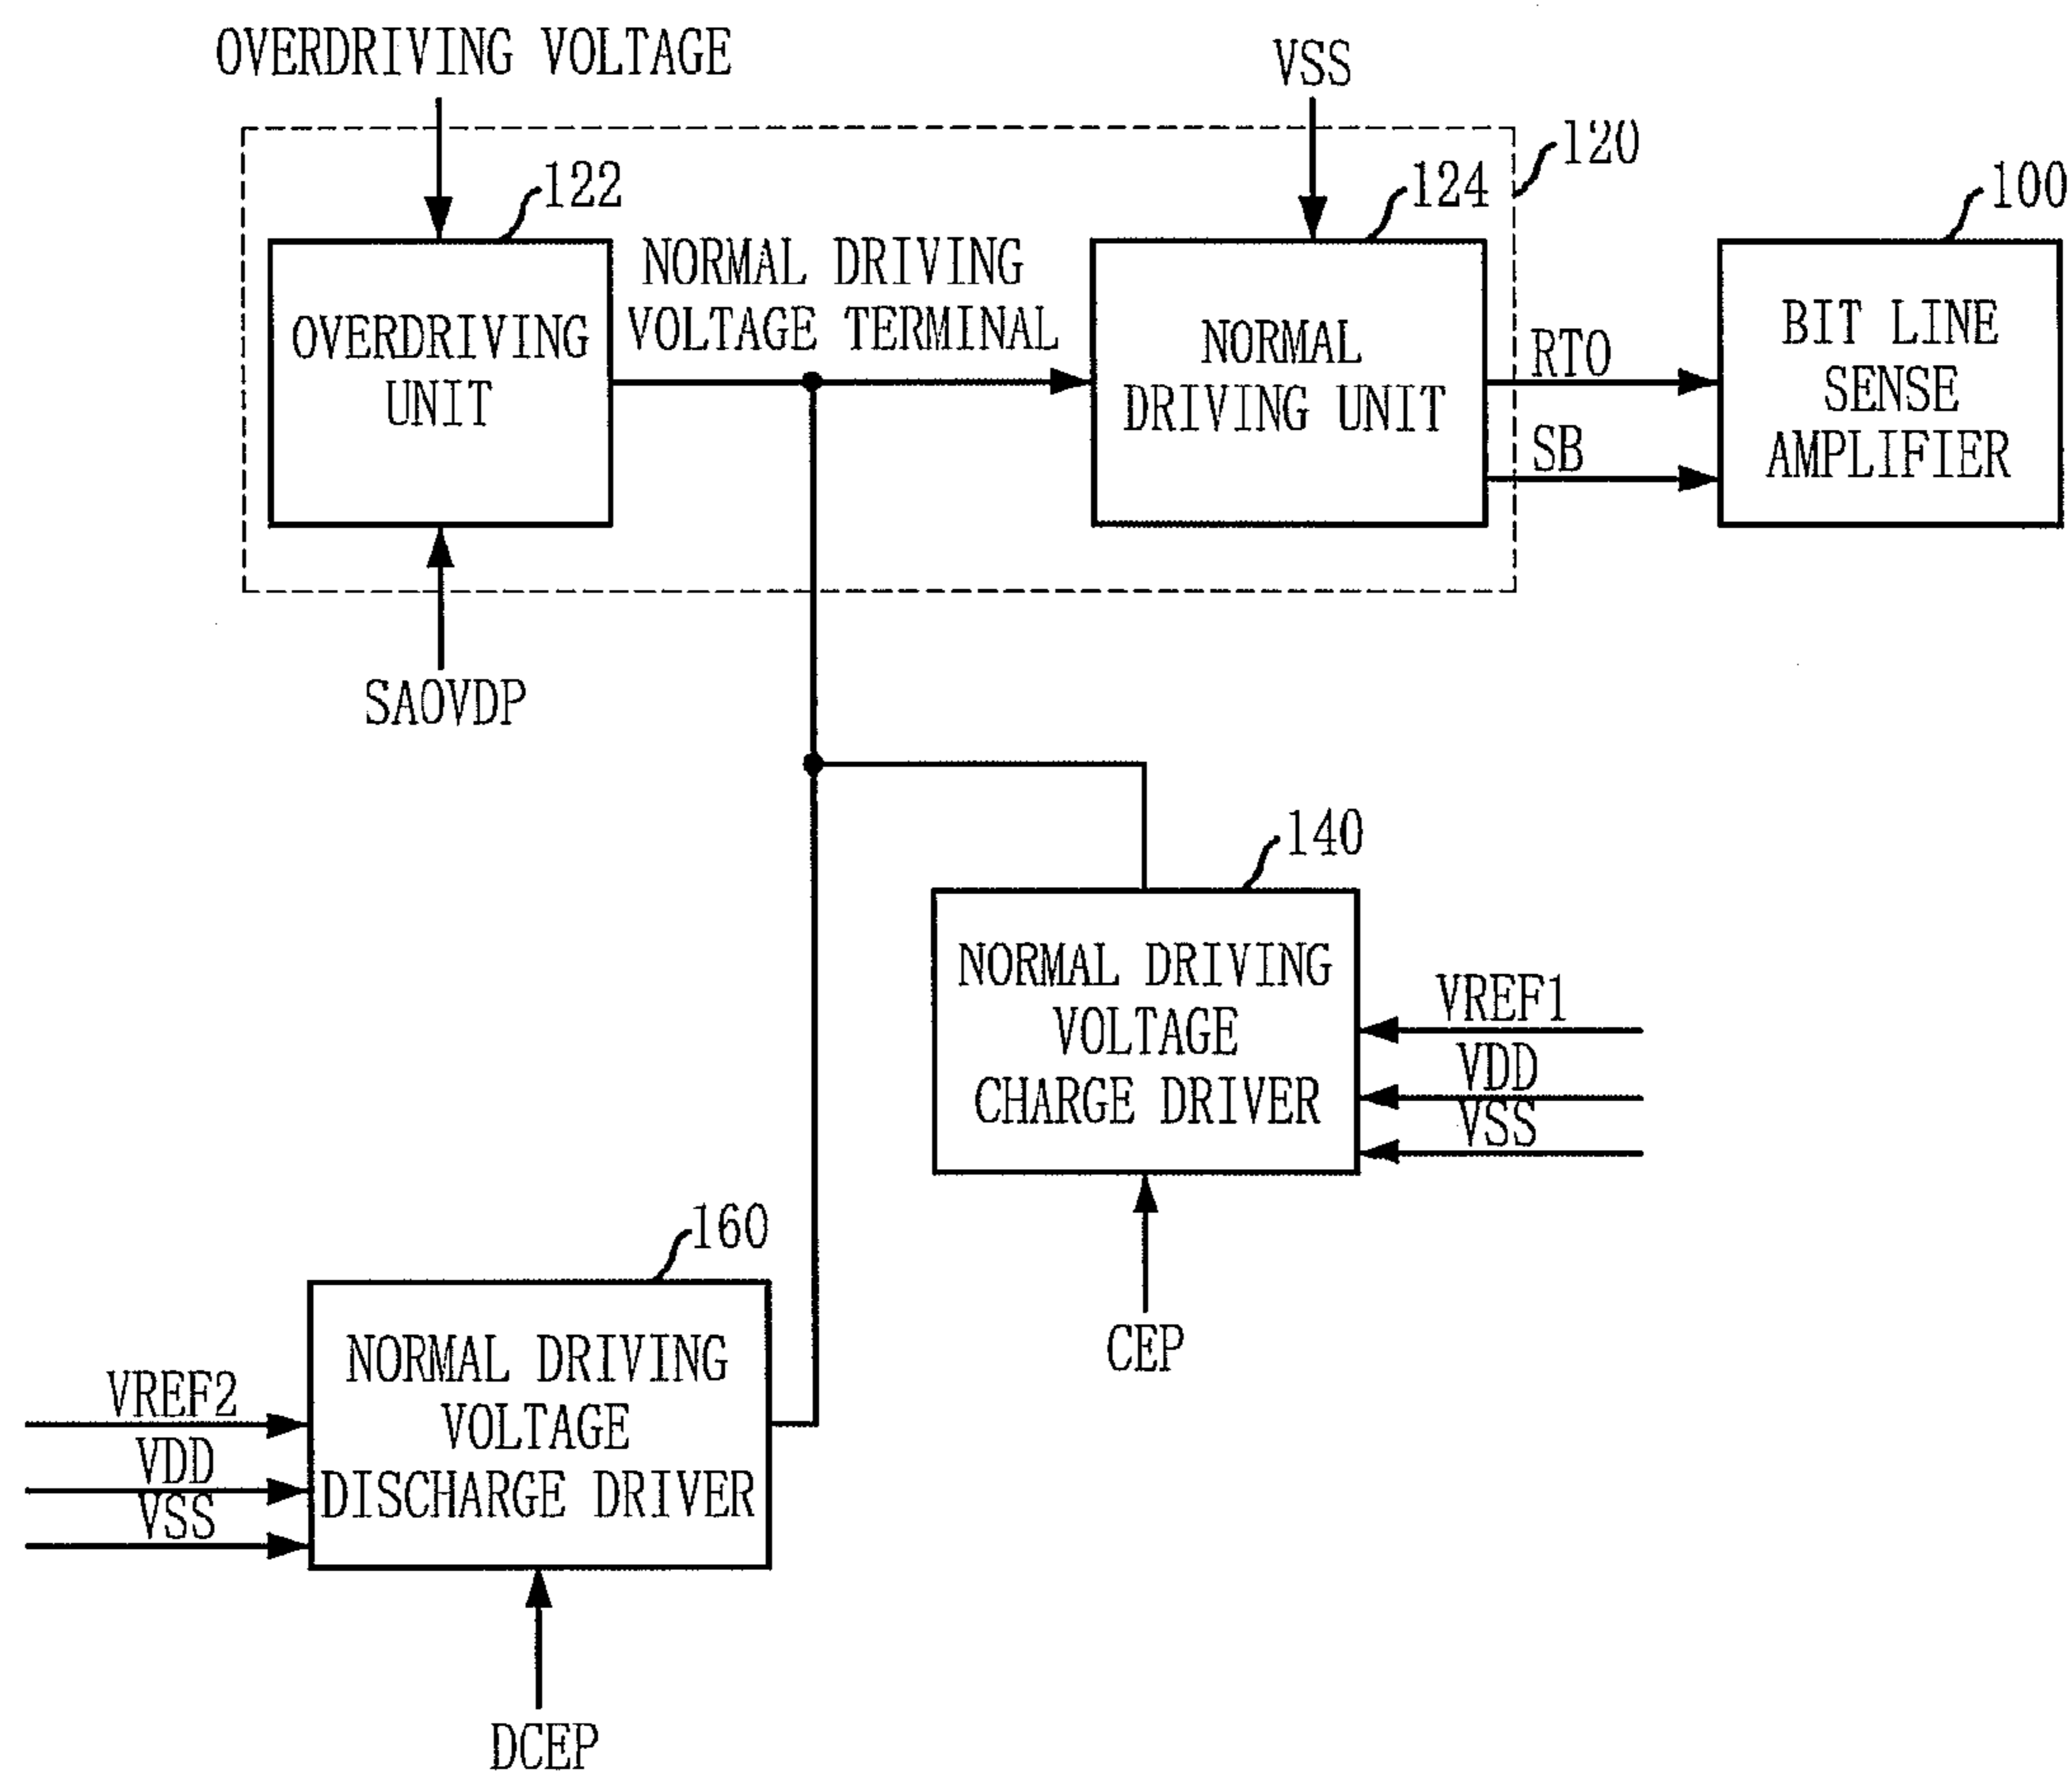 OVERDRIVING VOLTAGE
VSS
120
122
124
100
NORMAL DRIVING
VOLTAGE TERMINAL
OVERDRIVING
UNIT
NORMAL
DRIVING UNIT
RTO
SB
BIT LINE
SENSE
AMPLIFIER
SAOVDP
140
NORMAL DRIVING
VOLTAGE
CHARGE DRIVER
VREF1
VDD
VSS
CEP
160
NORMAL DRIVING
VOLTAGE
DISCHARGE DRIVER
VREF2
VDD
VSS
DCEP